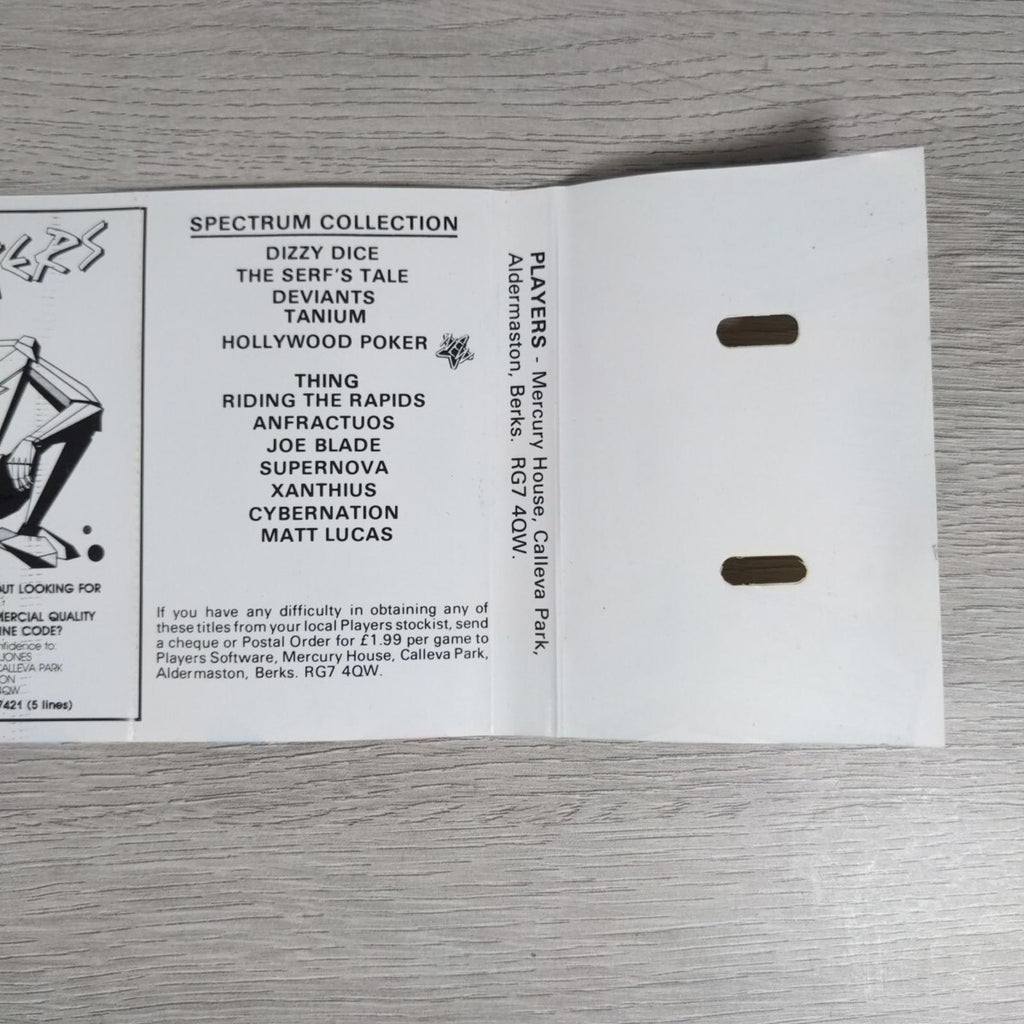 SPECTRUM COLLECTION
DIZZY DICE
THE SERF'S TALE
DEVIANTS
TANIUM
HOLLYWOOD POKER
THING
RIDING THE RAPIDS
ANFRACTUOS
JOE BLADE
SUPERNOVA
XANTHIUS
CYBERNATION
MATT LUCAS
If you have any difficulty in obtaining any of
these titles from your local Players stockist, send
a cheque or Postal Order for £1.99 per game to
Players Software, Mercury House, Calleva Park,
Aldermaston, Berks. RG7 4QW.
PLAYERS - Mercury House, Calleva Park,
Aldermaston, Berks. RG7 4QW.
LOOKING FOR
QUALITY
CODE?
to:
JONES
CALLEVA PARK
7421 (5 lines)